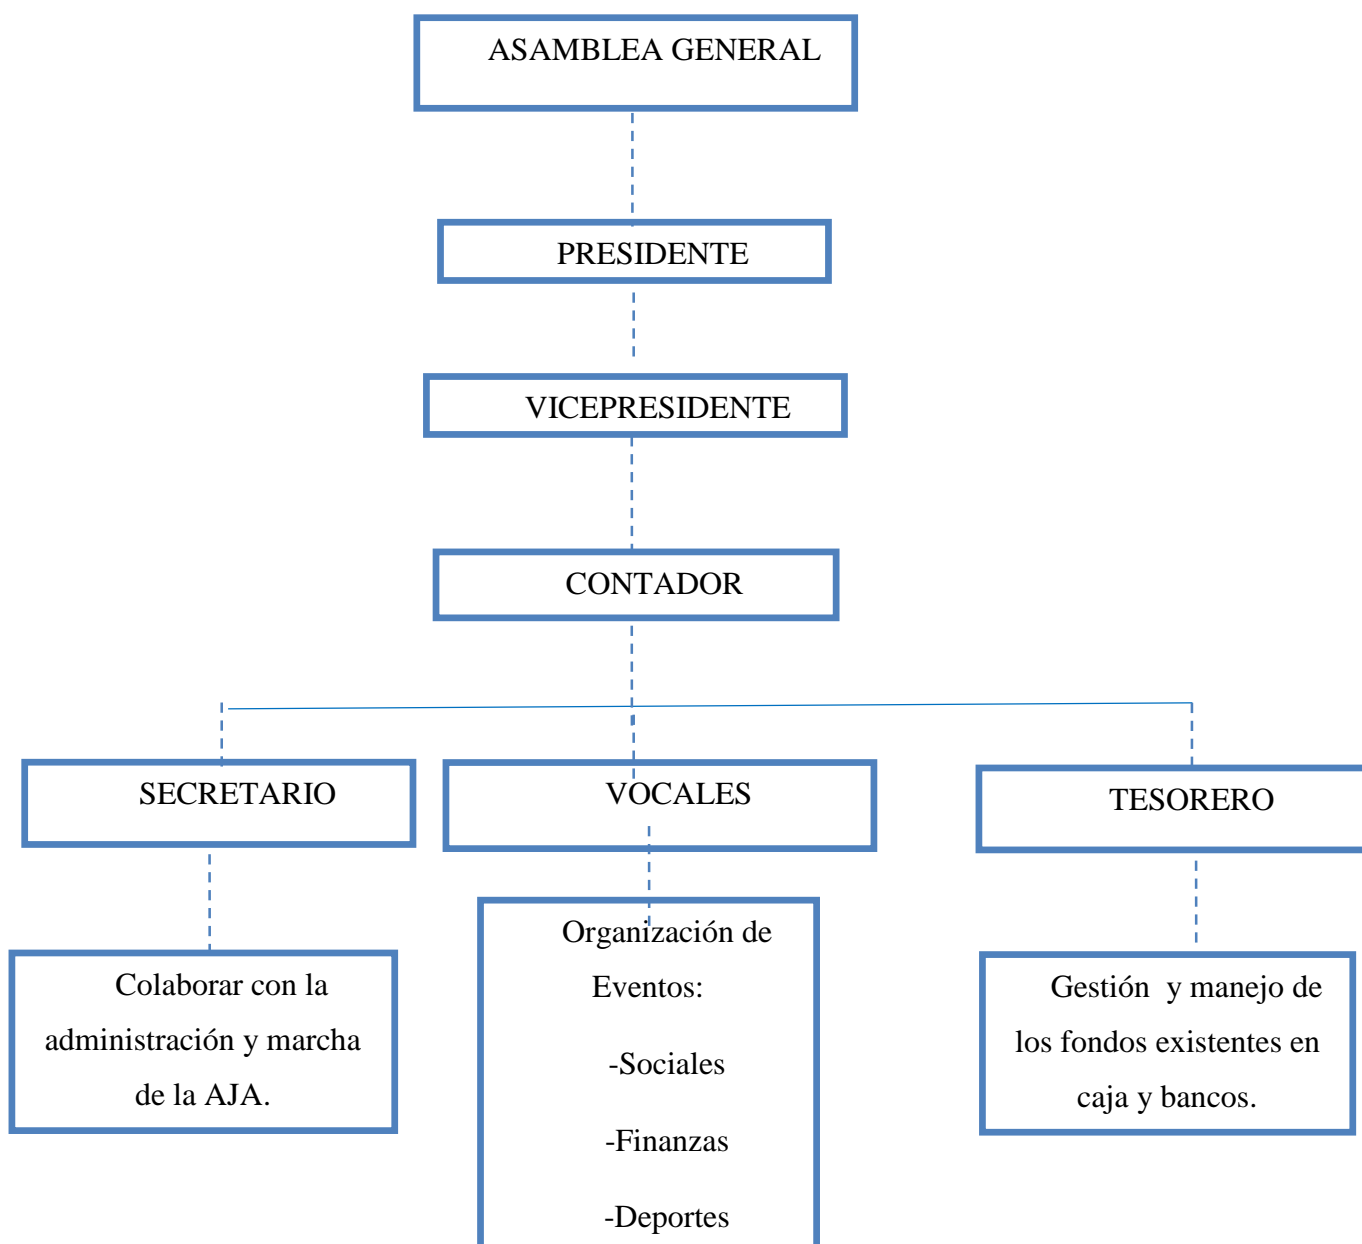 ASAMBLEA GENERAL
PRESIDENTE
VICEPRESIDENTE
CONTADOR
SECRETARIO
VOCALES
TESORERO
Colaborar con la
administración y marcha
de la AJA.
Organización de
Eventos:
-Sociales
-Finanzas
-Deportes
Gestión  y manejo de
los fondos existentes en
caja y bancos.